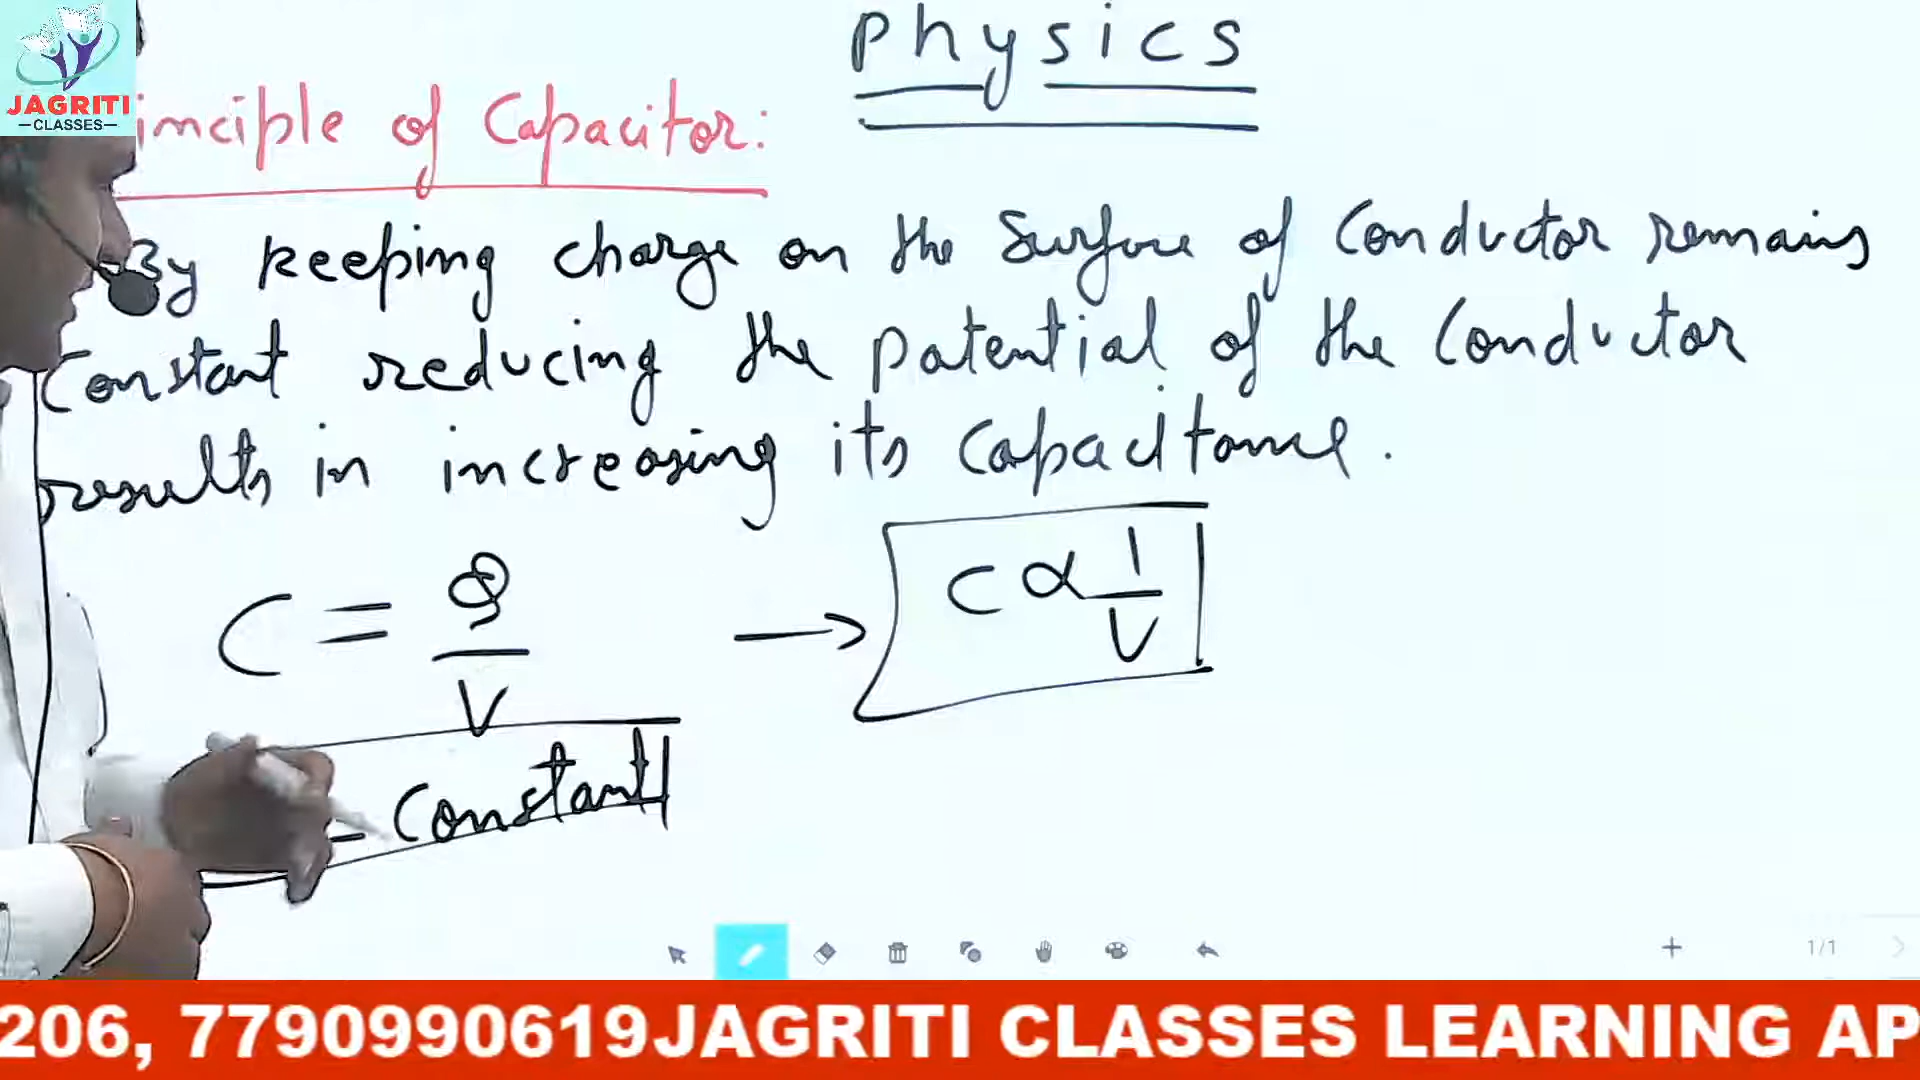 Physics
JAGRITI
CLASSES
inciple of Capacitor:
By keeping charge on the Surface of Conductor remains
Constant reducing the potential of the Conductor
results in increasing its Capacitance.
C = Q/V → C ∝ 1/V
= Constant
1/1
206, 7790990619JAGRITI CLASSES LEARNING AP